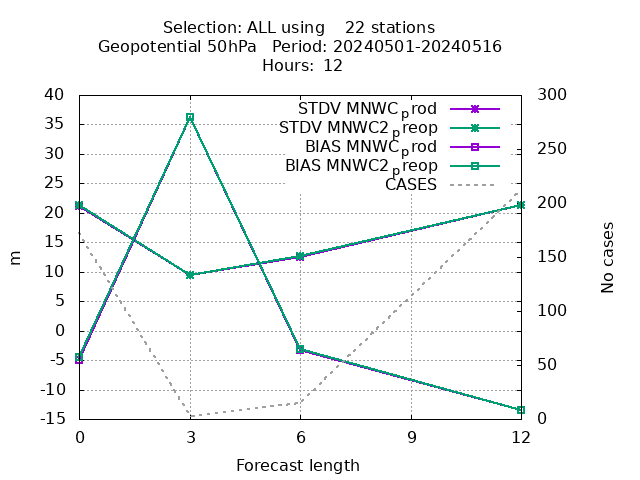 Selection: ALL using    22 stations
Geopotential 50hPa   Period: 20240501-20240516
Hours: 12
40
35
30
25
20
15
10
5
0
-5
-10
-15
m
300
250
200
150
100
50
0
No cases
STDV MNWC_prod
STDV MNWC2_preop
BIAS MNWC_prod
BIAS MNWC2_preop
CASES
0 3 6 9 12
Forecast length